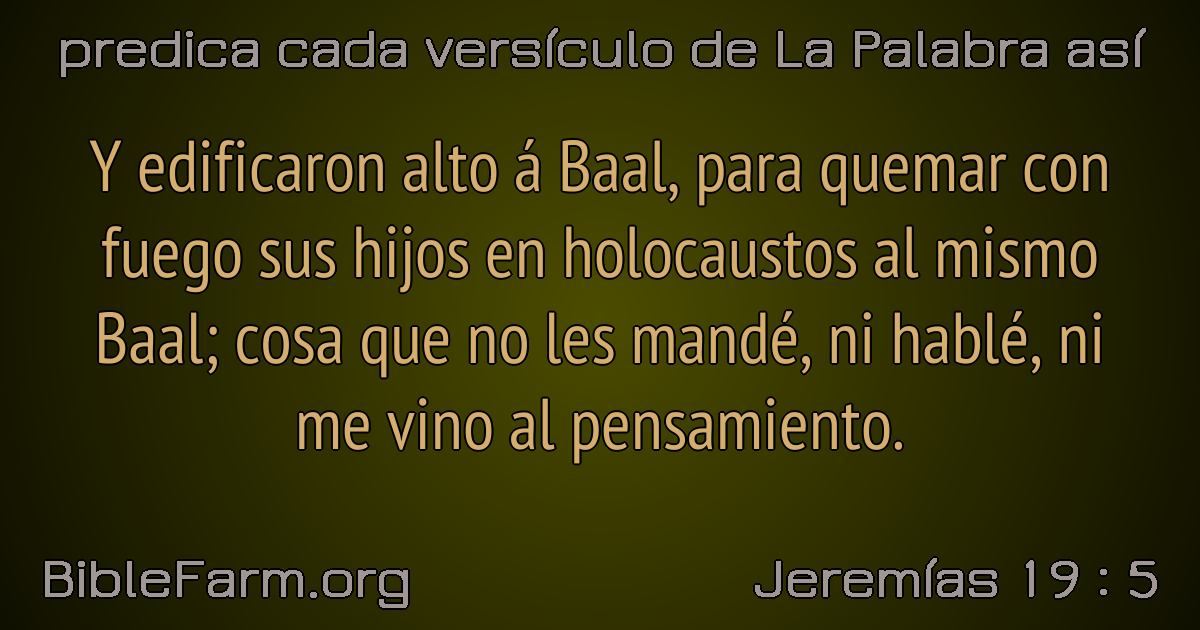 predica cada versículo de La Palabra así
Y edificaron alto á Baal, para quemar con
fuego sus hijos en holocaustos al mismo
Baal; cosa que no les mandé, ni hablé, ni
me vino al pensamiento.
BibleFarm.org
Jeremías 19 : 5